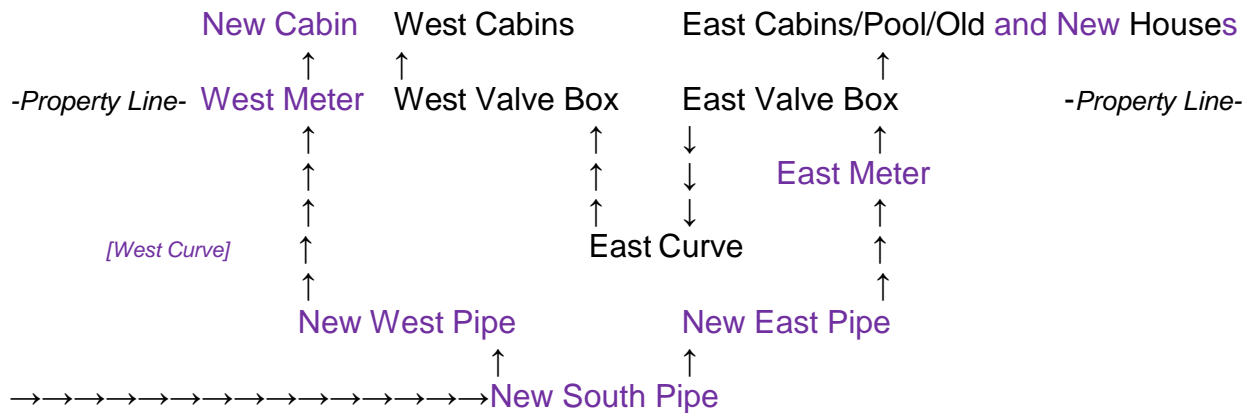 New Cabin West Cabins East Cabins/Pool/Old and New Houses
↑ ↑ ↑
-Property Line- West Meter West Valve Box East Valve Box -Property Line-
↑ ↑ ↓ ↑
↑ ↑ ↓ East Meter
↑ ↑ ↓ ↑
[West Curve] ↑ East Curve ↑
↑ ↑
New West Pipe New East Pipe
↑ ↑
→→→→→→→→→→→→→→→New South Pipe